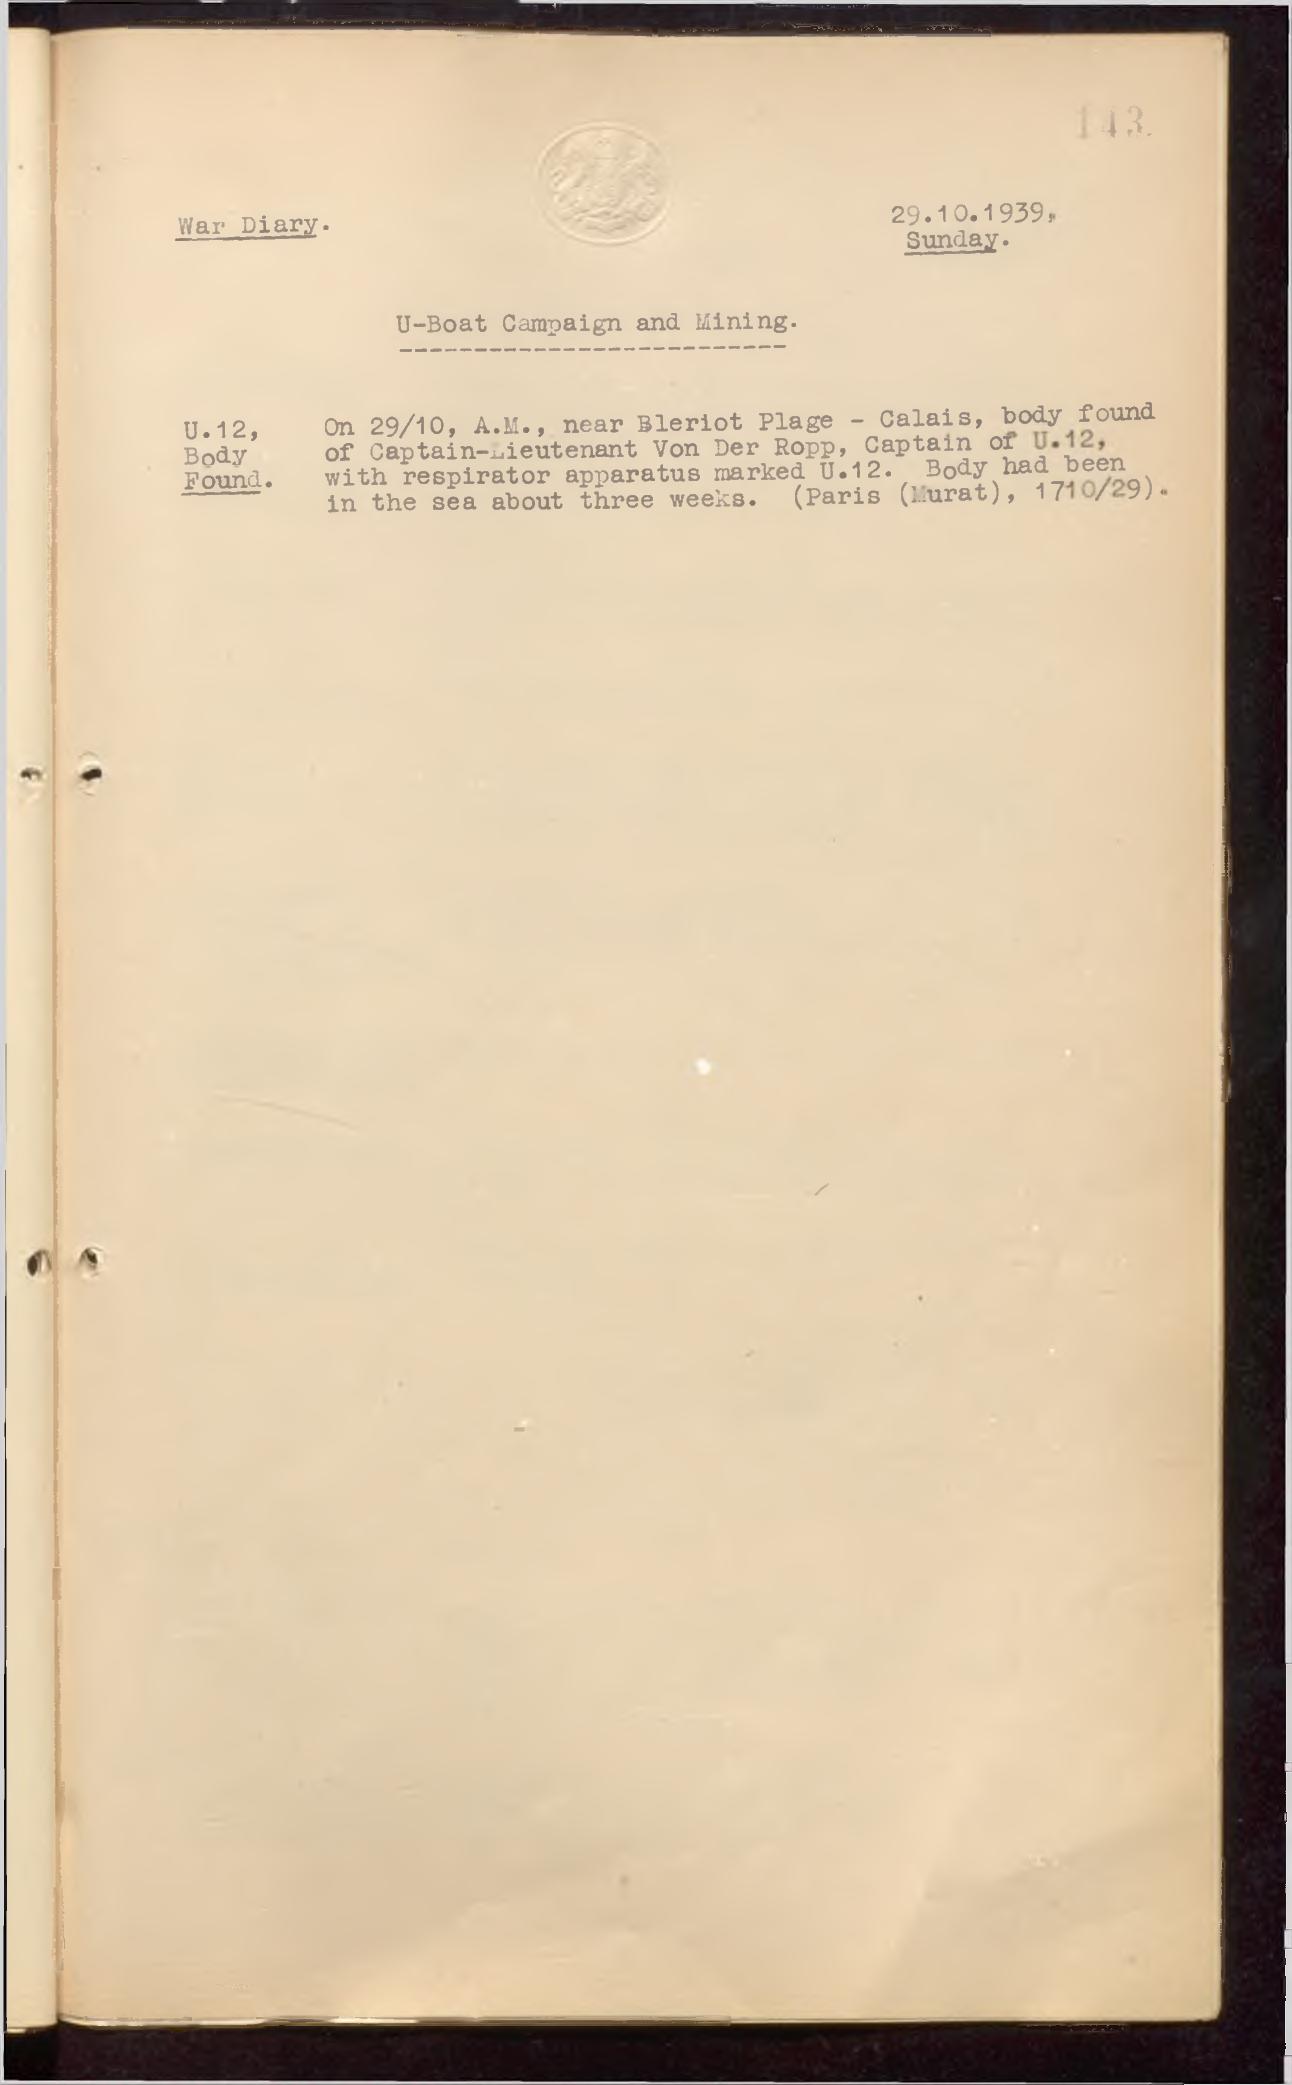 143.
War Diary.
29.10.1939,
Sunday.
U-Boat Campaign and Mining.
---------------------------
U.12,
Body
Found.
On 29/10, A.M., near Bleriot Plage - Calais, body found
of Captain-Lieutenant Von Der Ropp, Captain of U.12,
with respirator apparatus marked U.12.  Body had been
in the sea about three weeks.  (Paris (Murat), 1710/29).